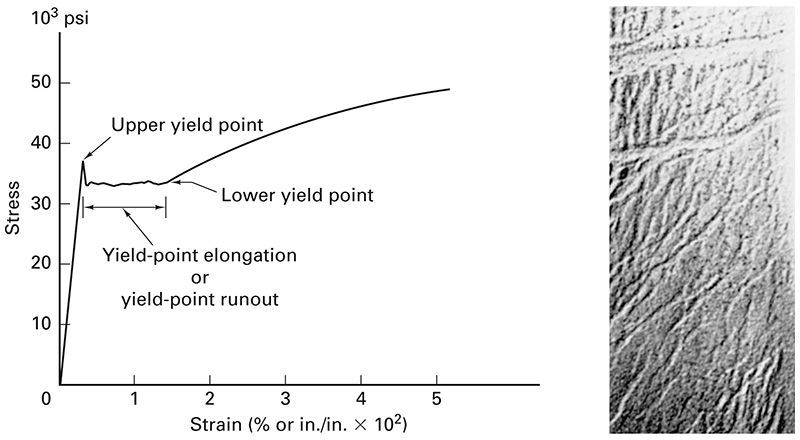 10³ psi
50
40
30
20
10
0
Stress
Upper yield point
Lower yield point
Yield-point elongation
or
yield-point runout
1
2
3
4
5
Strain (% or in./in. × 10²)